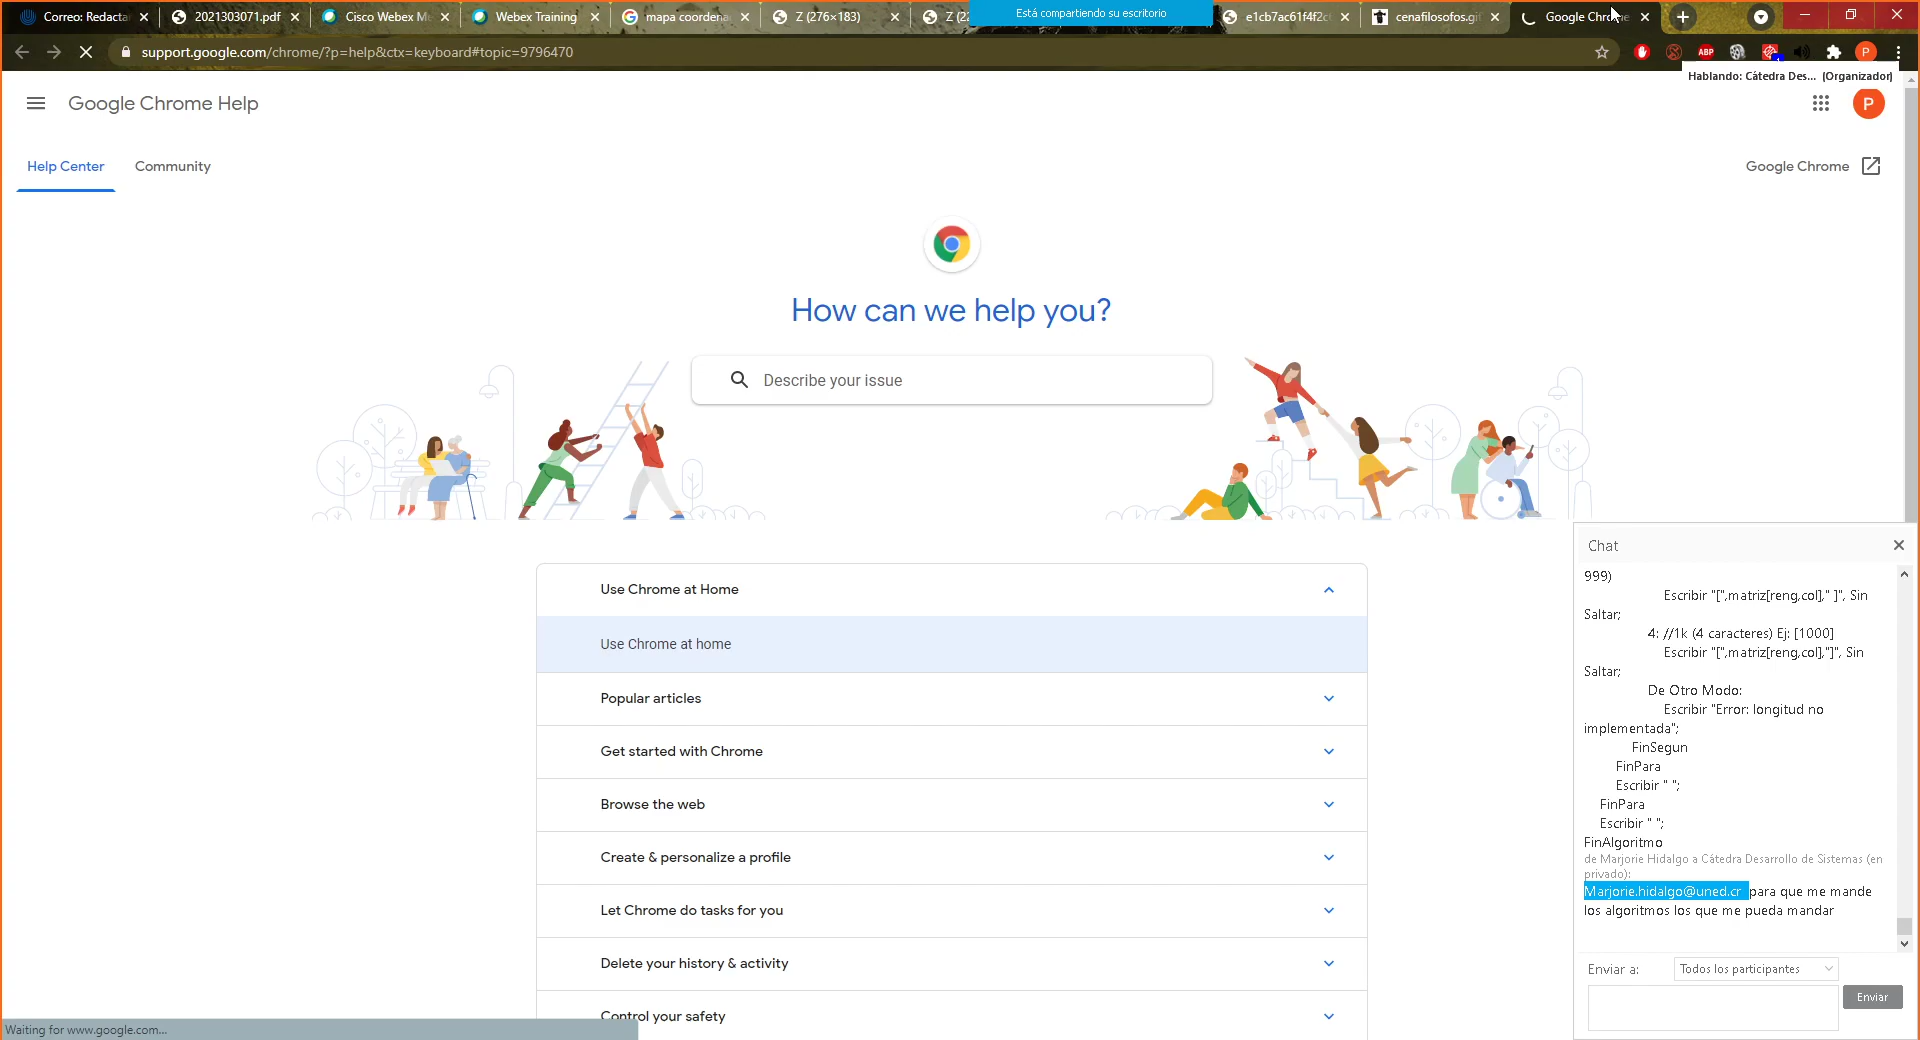 Correo: Redacta
2021303071.pdf
Cisco Webex M
Webex Training
mapa coordena
Z (276×183)
Z (2
Está compartiendo su escritorio
e1cb7ac61f4f2c
cenafilosofos.gif
Google Chrome
support.google.com/chrome/?p=help&ctx=keyboard#topic=9796470
ABP
P
Hablando: Cátedra Des... (Organizador)
Google Chrome Help
P
Help Center
Community
Google Chrome
How can we help you?
Describe your issue
Use Chrome at Home
Use Chrome at home
Popular articles
Get started with Chrome
Browse the web
Create & personalize a profile
Let Chrome do tasks for you
Delete your history & activity
Control your safety
Waiting for www.google.com...
Chat
999)
Escribir "[",matriz[reng,col]," ]", Sin
Saltar;
4: //1k (4 caracteres) Ej: [1000]
Escribir "[",matriz[reng,col],"]", Sin
Saltar;
De Otro Modo:
Escribir "Error: longitud no
implementada";
FinSegun
FinPara
Escribir " ";
FinPara
Escribir " ";
FinAlgoritmo
de Marjorie Hidalgo a Cátedra Desarrollo de Sistemas (en
privado):
Marjorie.hidalgo@uned.cr para que me mande
los algoritmos los que me pueda mandar
Enviar a:
Todos los participantes
Enviar